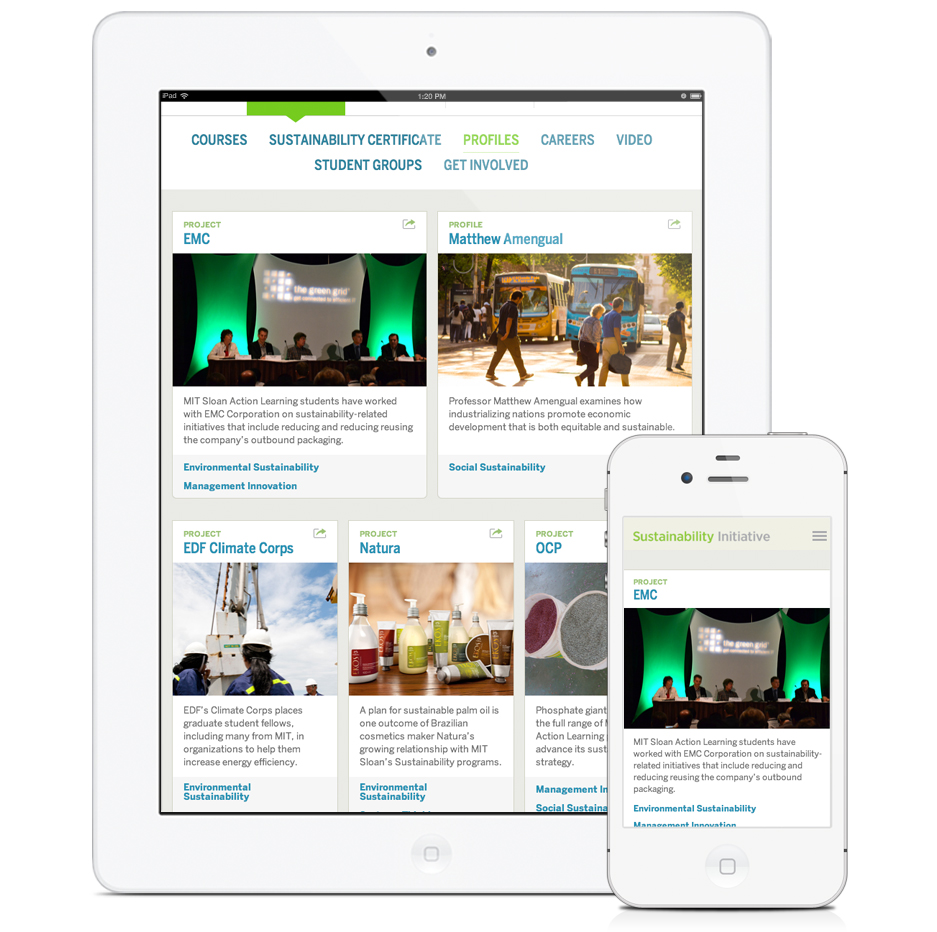 iPad 1:20 PM
COURSES SUSTAINABILITY CERTIFICATE PROFILES CAREERS VIDEO
STUDENT GROUPS GET INVOLVED
PROJECT
EMC
the green grid
MIT Sloan Action Learning students have worked
with EMC Corporation on sustainability-related
initiatives that include reducing and reducing reusing
the company's outbound packaging.
Environmental Sustainability
Management Innovation
PROFILE
Matthew Amengual
Professor Matthew Amengual examines how
industrializing nations promote economic
development that is both equitable and sustainable.
Social Sustainability
PROJECT
EDF Climate Corps
EDF's Climate Corps places
graduate student fellows,
including many from MIT, in
organizations to help them
increase energy efficiency.
Environmental
Sustainability
PROJECT
Natura
EKOS
A plan for sustainable palm oil is
one outcome of Brazilian
cosmetics maker Natura's
growing relationship with MIT
Sloan's Sustainability programs.
Environmental
Sustainability
PROJECT
OCP
Phosphate giant
the full range of
Action Learning
advance its sust
strategy.
Management In
Social Sustaina
Sustainability Initiative
PROJECT
EMC
the green grid
MIT Sloan Action Learning students have
worked with EMC Corporation on sustainability-
related initiatives that include reducing and
reducing reusing the company's outbound
packaging.
Environmental Sustainability
Management Innovation